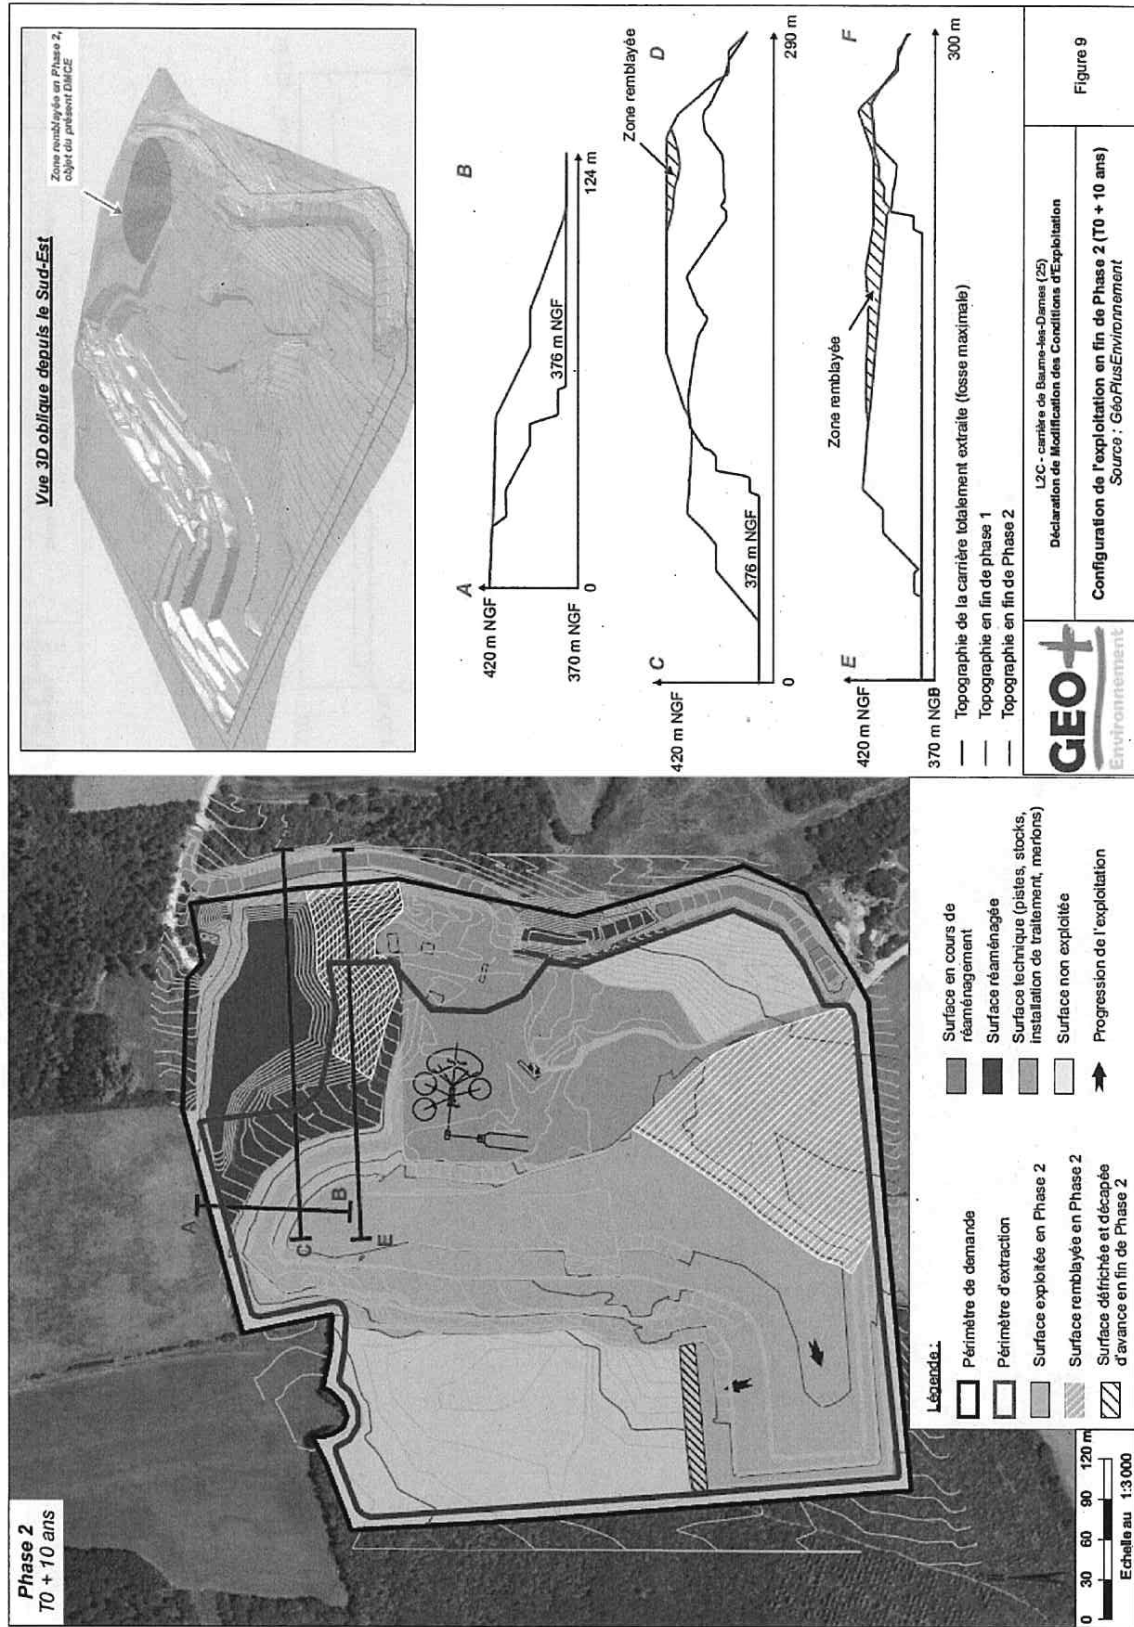 Phase 2
T0 + 10 ans
A
B
C
E
0 30 60 90 120 m
Echelle au 1:3 000
Légende :
Périmètre de demande
Périmètre d'extraction
Surface exploitée en Phase 2
Surface remblayée en Phase 2
Surface défrichée et décapée
d'avance en fin de Phase 2
Surface en cours de
réaménagement
Surface réaménagée
Surface technique (pistes, stocks,
installation de traitement, merlons)
Surface non exploitée
Progression de l'exploitation
Vue 3D oblique depuis le Sud-Est
Zone remblayée en Phase 2,
objet du présent DMCE
A
B
420 m NGF
370 m NGF
376 m NGF
0
124 m
C
D
420 m NGF
376 m NGF
Zone remblayée
0
290 m
E
F
420 m NGF
370 m NGB
Zone remblayée
300 m
Topographie de la carrière totalement extraite (fosse maximale)
Topographie en fin de phase 1
Topographie en fin de Phase 2
GEO+
Environnement
L2C - carrière de Baume-les-Dames (25)
Déclaration de Modification des Conditions d'Exploitation
Configuration de l'exploitation en fin de Phase 2 (T0 + 10 ans)
Source : GéoPlusEnvironnement
Figure 9